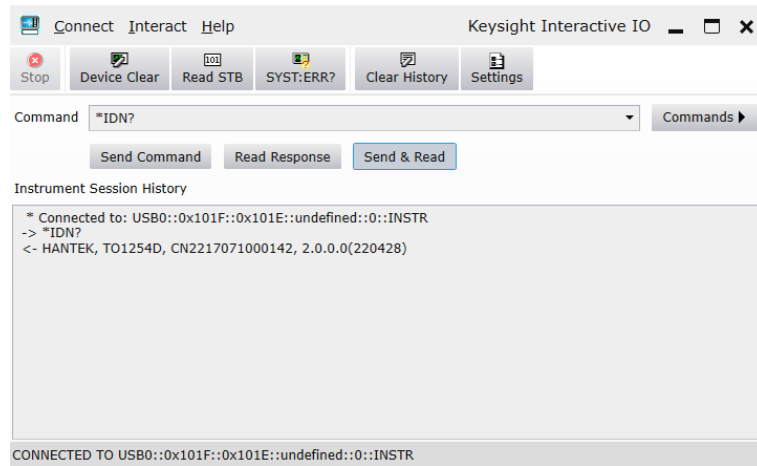 Connect Interact Help Keysight Interactive IO
Stop Device Clear Read STB SYST:ERR? Clear History Settings
Command *IDN? Commands
Send Command Read Response Send & Read
Instrument Session History
* Connected to: USB0::0x101F::0x101E::undefined::0::INSTR
-> *IDN?
<- HANTEK, TO1254D, CN2217071000142, 2.0.0.0(220428)
CONNECTED TO USB0::0x101F::0x101E::undefined::0::INSTR